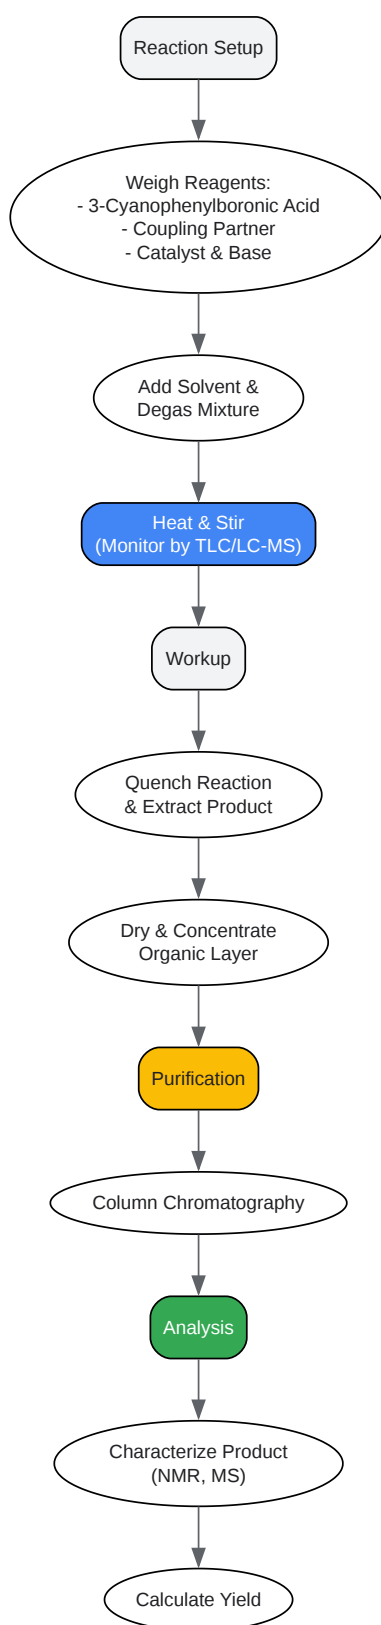 Reaction Setup
Weigh Reagents:
- 3-Cyanophenylboronic Acid
- Coupling Partner
- Catalyst & Base
Add Solvent &
Degas Mixture
Heat & Stir
(Monitor by TLC/LC-MS)
Workup
Quench Reaction
& Extract Product
Dry & Concentrate
Organic Layer
Purification
Column Chromatography
Analysis
Characterize Product
(NMR, MS)
Calculate Yield